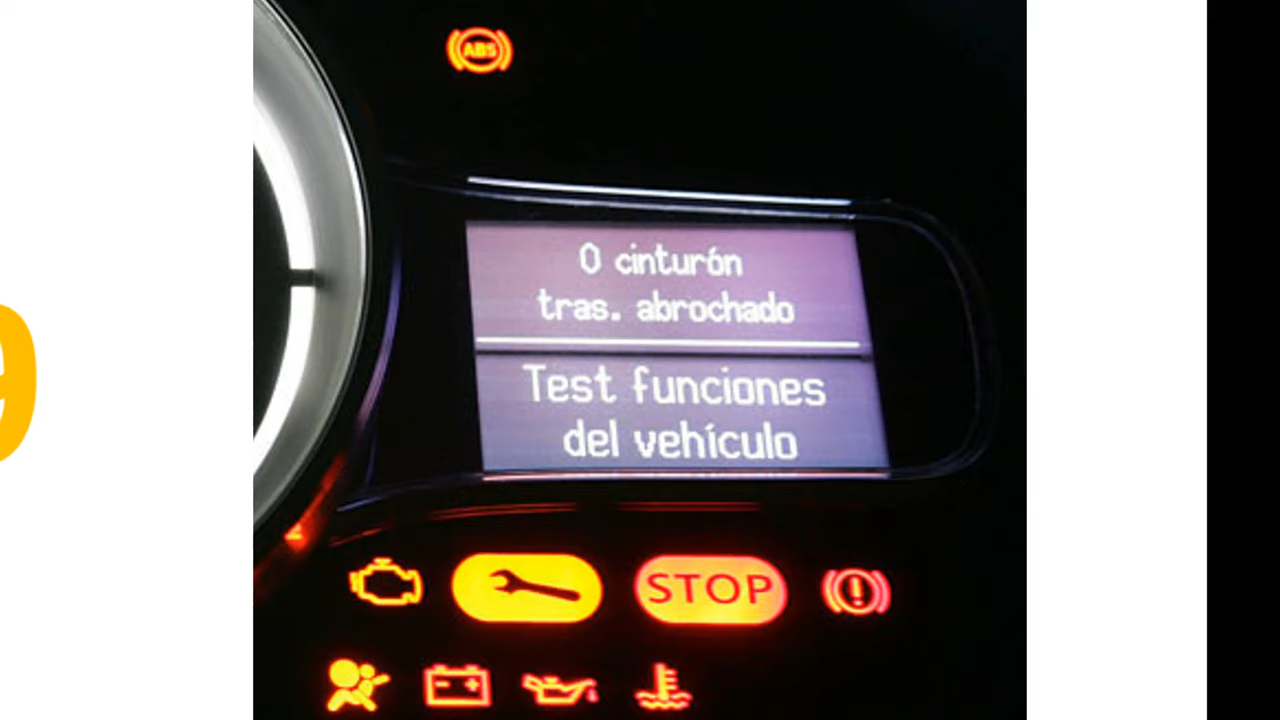 ABS
0 cinturón
tras. abrochado
Test funciones
del vehículo
STOP